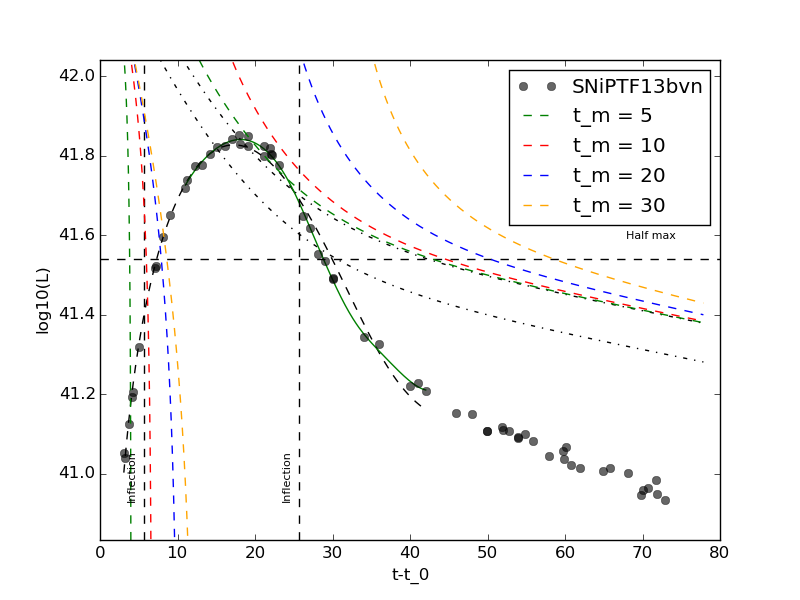 42.0
41.8
41.6
41.4
41.2
41.0
log10(L)
0
10
20
30
40
50
60
70
80
t-t_0
SNiPTF13bvn
t_m = 5
t_m = 10
t_m = 20
t_m = 30
Half max
Inflection
Inflection